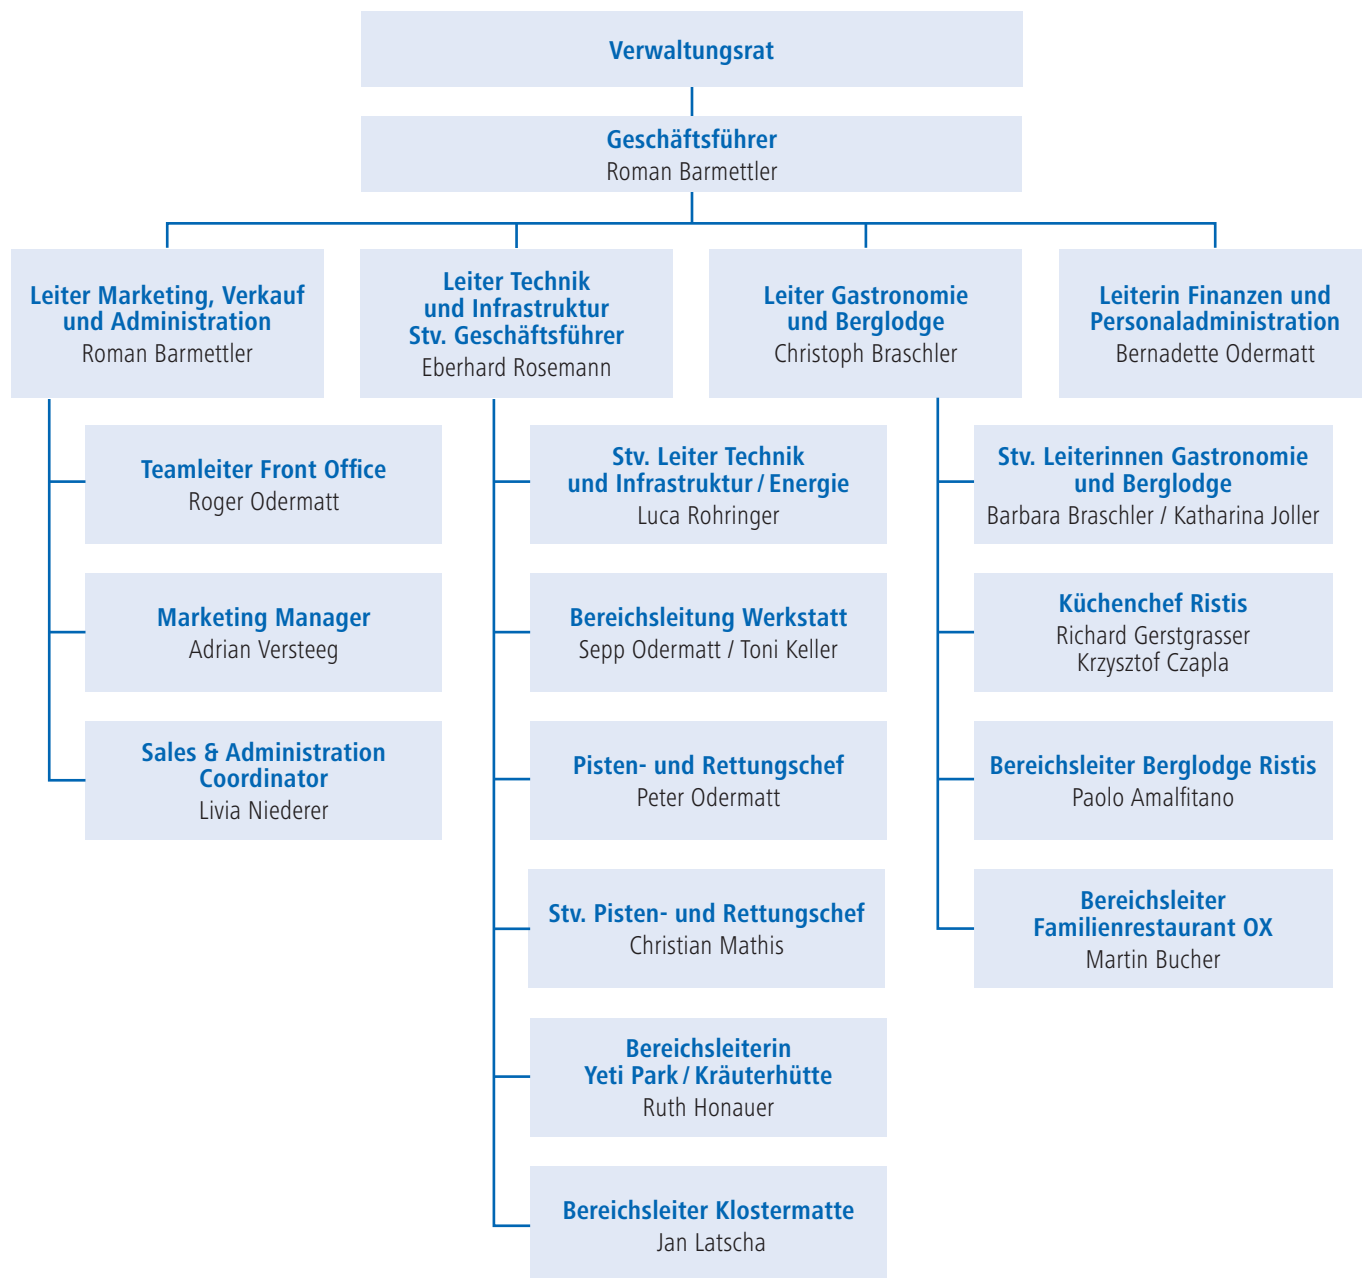 Verwaltungsrat
Geschäftsführer
Roman Barmettler
Leiter Marketing, Verkauf
und Administration
Roman Barmettler
Leiter Technik
und Infrastruktur
Stv. Geschäftsführer
Eberhard Rosemann
Leiter Gastronomie
und Berglodge
Christoph Braschler
Leiterin Finanzen und
Personaladministration
Bernadette Odermatt
Teamleiter Front Office
Roger Odermatt
Marketing Manager
Adrian Versteeg
Sales & Administration
Coordinator
Livia Niederer
Stv. Leiter Technik
und Infrastruktur / Energie
Luca Rohringer
Bereichsleitung Werkstatt
Sepp Odermatt / Toni Keller
Pisten- und Rettungschef
Peter Odermatt
Stv. Pisten- und Rettungschef
Christian Mathis
Bereichsleiterin
Yeti Park / Kräuterhütte
Ruth Honauer
Bereichsleiter Klostermatte
Jan Latscha
Stv. Leiterinnen Gastronomie
und Berglodge
Barbara Braschler / Katharina Joller
Küchenchef Ristis
Richard Gerstgrasser
Krzysztof Czapla
Bereichsleiter Berglodge Ristis
Paolo Amalfitano
Bereichsleiter
Familienrestaurant OX
Martin Bucher